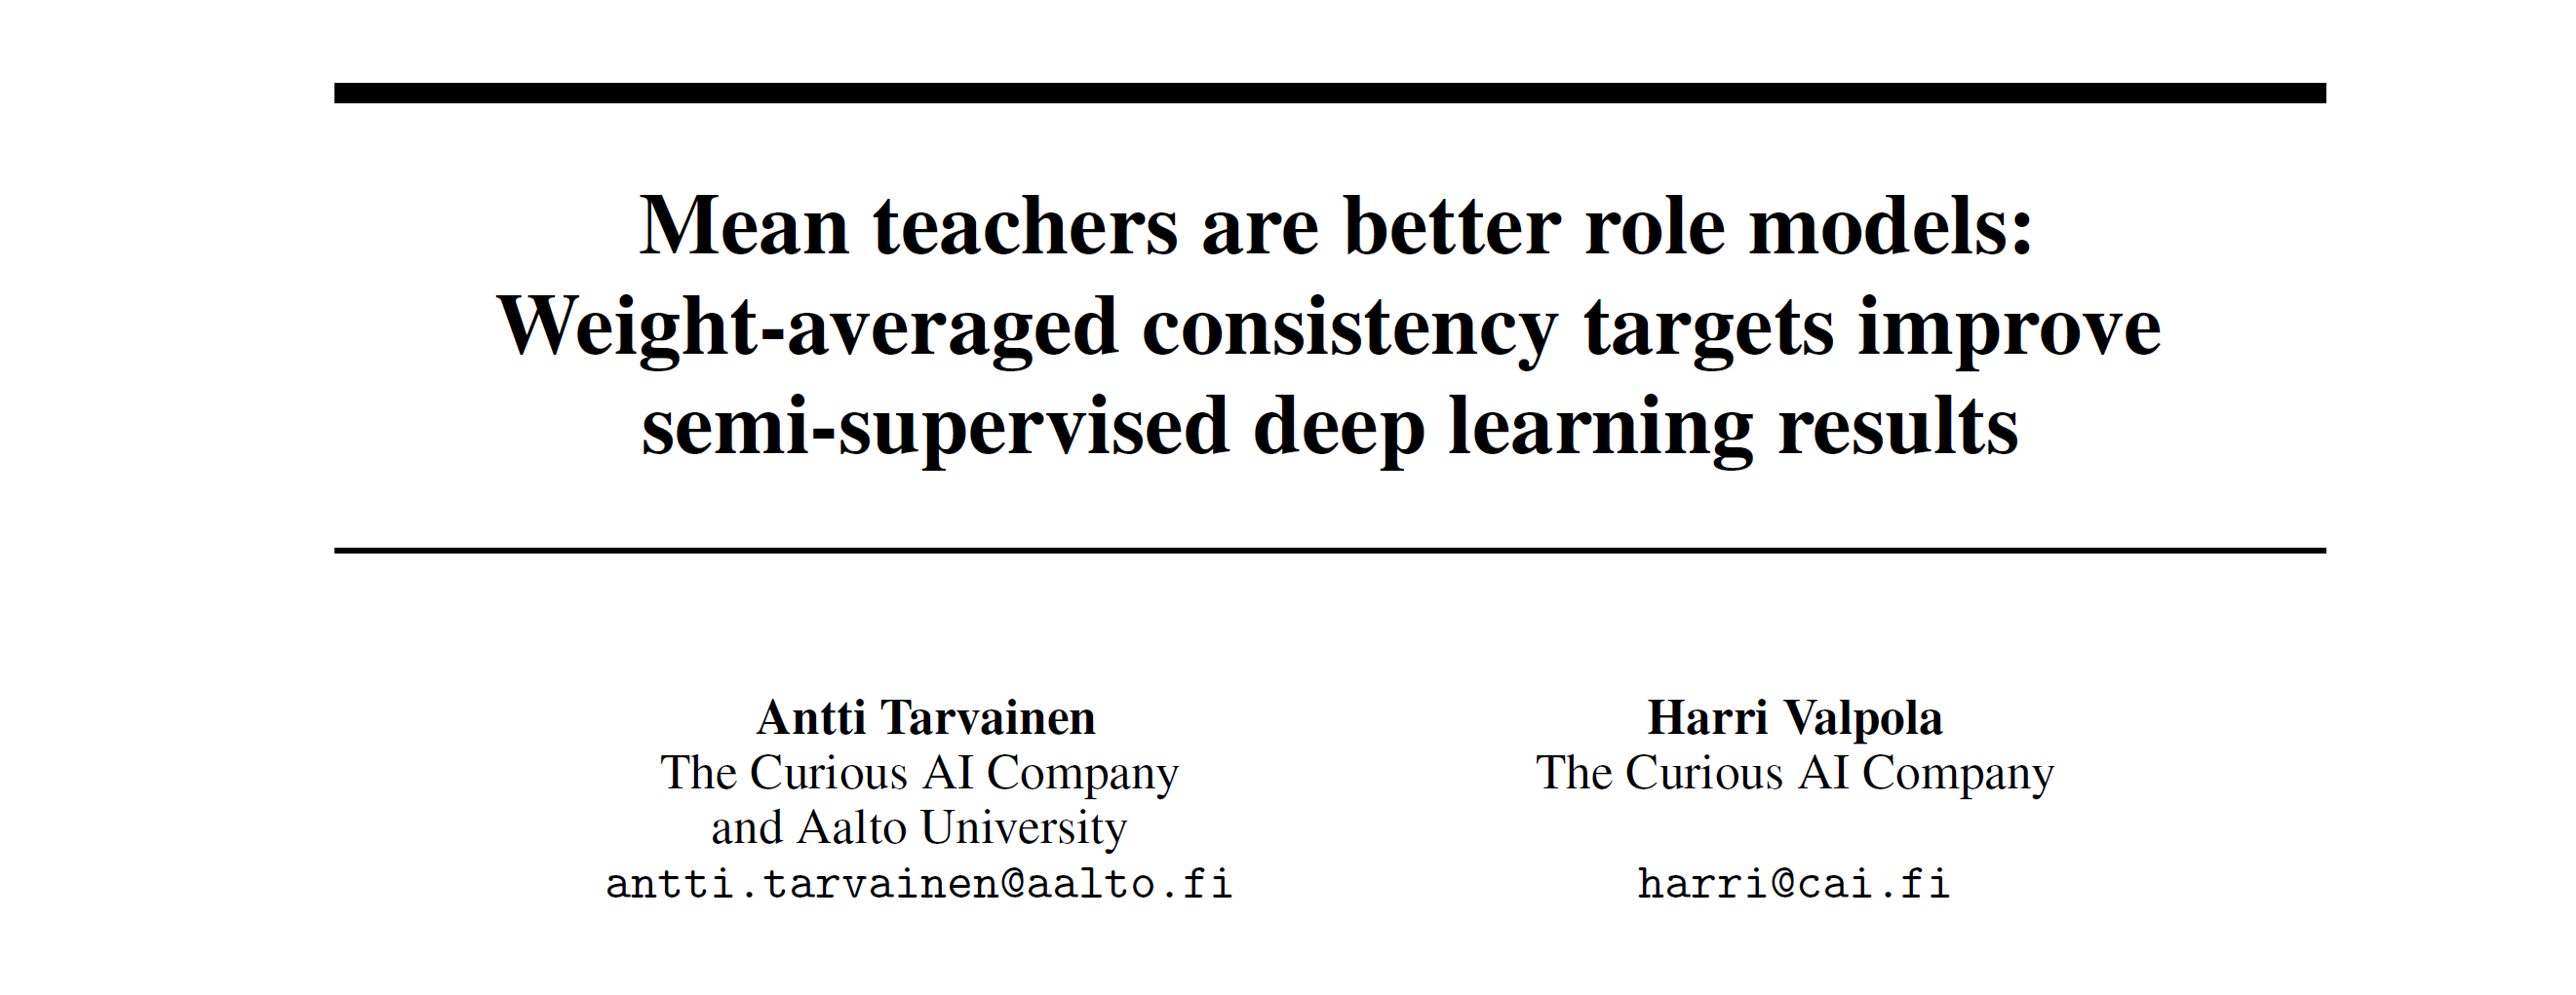 Mean teachers are better role models:
Weight-averaged consistency targets improve
semi-supervised deep learning results
Antti Tarvainen
The Curious AI Company
and Aalto University
antti.tarvainen@aalto.fi
Harri Valpola
The Curious AI Company
harri@cai.fi